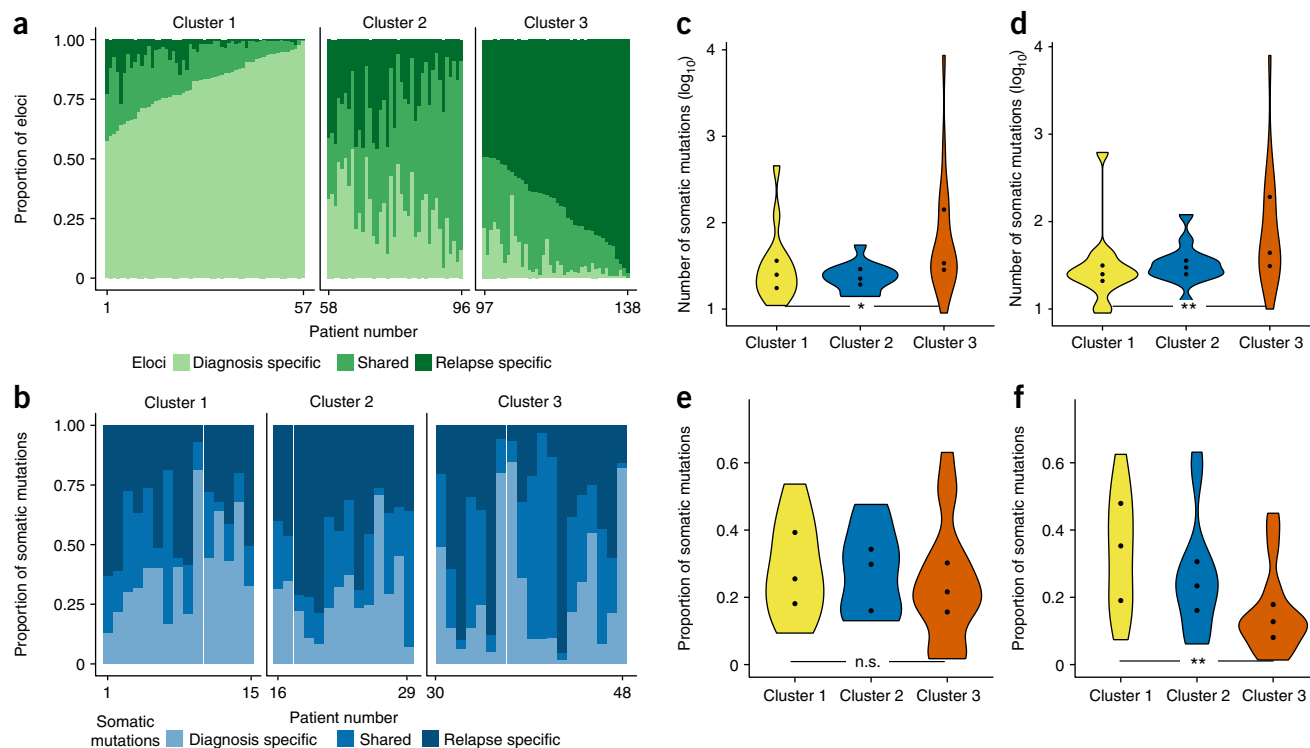 a
Cluster 1 Cluster 2 Cluster 3
Proportion of eloci
1.00
0.75
0.50
0.25
0
1 57 58 96 97 138
Patient number
Eloci Diagnosis specific Shared Relapse specific
b
Cluster 1 Cluster 2 Cluster 3
Proportion of somatic mutations
1.00
0.75
0.50
0.25
0
1 15 16 29 30 48
Patient number
Somatic mutations Diagnosis specific Shared Relapse specific
c
Number of somatic mutations (log10)
4
3
2
1
*
Cluster 1 Cluster 2 Cluster 3
d
Number of somatic mutations (log10)
4
3
2
1
**
Cluster 1 Cluster 2 Cluster 3
e
Proportion of somatic mutations
0.6
0.4
0.2
0
n.s.
Cluster 1 Cluster 2 Cluster 3
f
Proportion of somatic mutations
0.6
0.4
0.2
0
**
Cluster 1 Cluster 2 Cluster 3